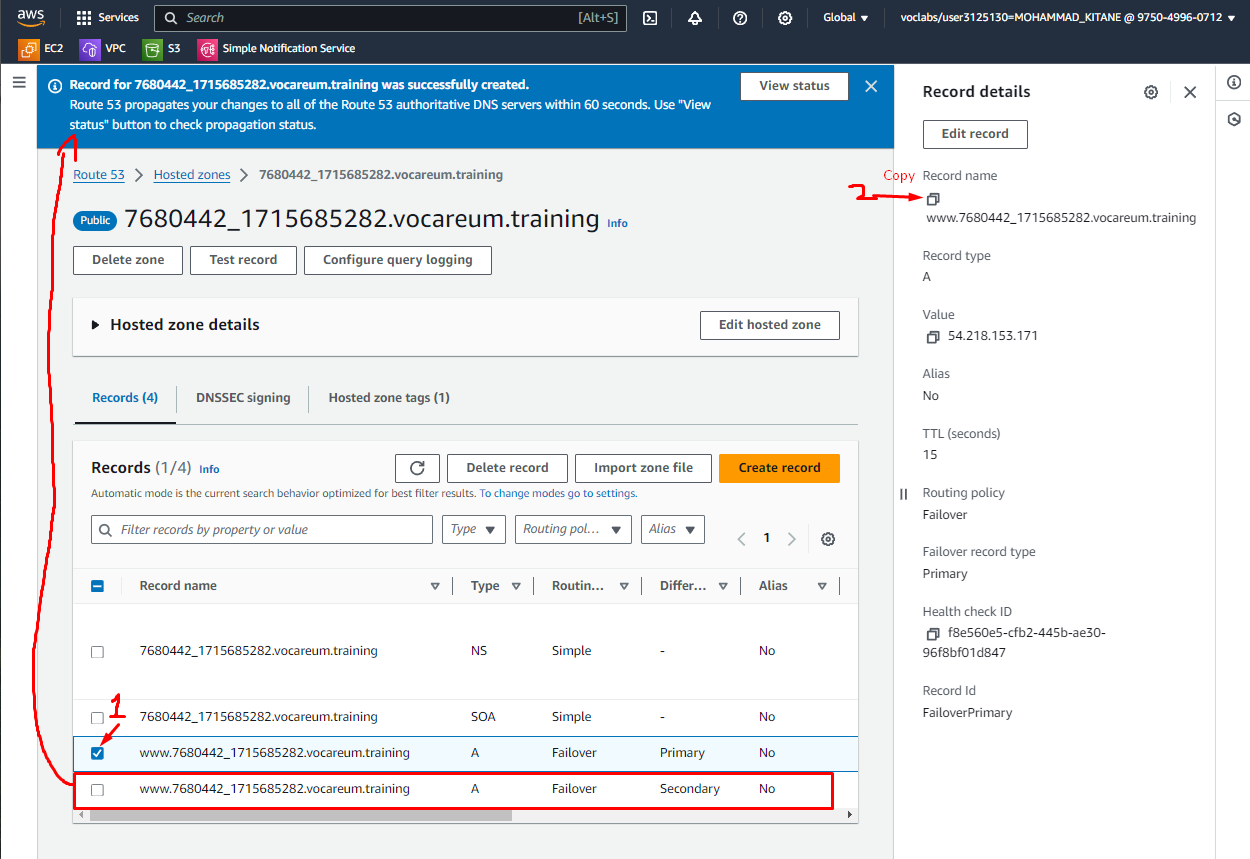 aws
Services
Search
[Alt+S]
Global
voclabs/user3125130=MOHAMMAD_KITANE @ 9750-4996-0712
EC2
VPC
S3
Simple Notification Service
Record for 7680442_1715685282.vocareum.training was successfully created.
Route 53 propagates your changes to all of the Route 53 authoritative DNS servers within 60 seconds. Use "View
status" button to check propagation status.
View status
Route 53
Hosted zones
7680442_1715685282.vocareum.training
Public
7680442_1715685282.vocareum.training
Info
Delete zone
Test record
Configure query logging
Hosted zone details
Edit hosted zone
Records (4)
DNSSEC signing
Hosted zone tags (1)
Records (1/4)
Info
Delete record
Import zone file
Create record
Automatic mode is the current search behavior optimized for best filter results. To change modes go to settings.
Filter records by property or value
Type
Routing pol...
Alias
1
Record name
Type
Routin...
Differ...
Alias
7680442_1715685282.vocareum.training
NS
Simple
-
No
1
7680442_1715685282.vocareum.training
SOA
Simple
-
No
www.7680442_1715685282.vocareum.training
A
Failover
Primary
No
www.7680442_1715685282.vocareum.training
A
Failover
Secondary
No
Record details
Edit record
Record name
Copy
2
www.7680442_1715685282.vocareum.training
Record type
A
Value
54.218.153.171
Alias
No
TTL (seconds)
15
Routing policy
Failover
Failover record type
Primary
Health check ID
f8e560e5-cfb2-445b-ae30-
96f8bf01d847
Record Id
FailoverPrimary